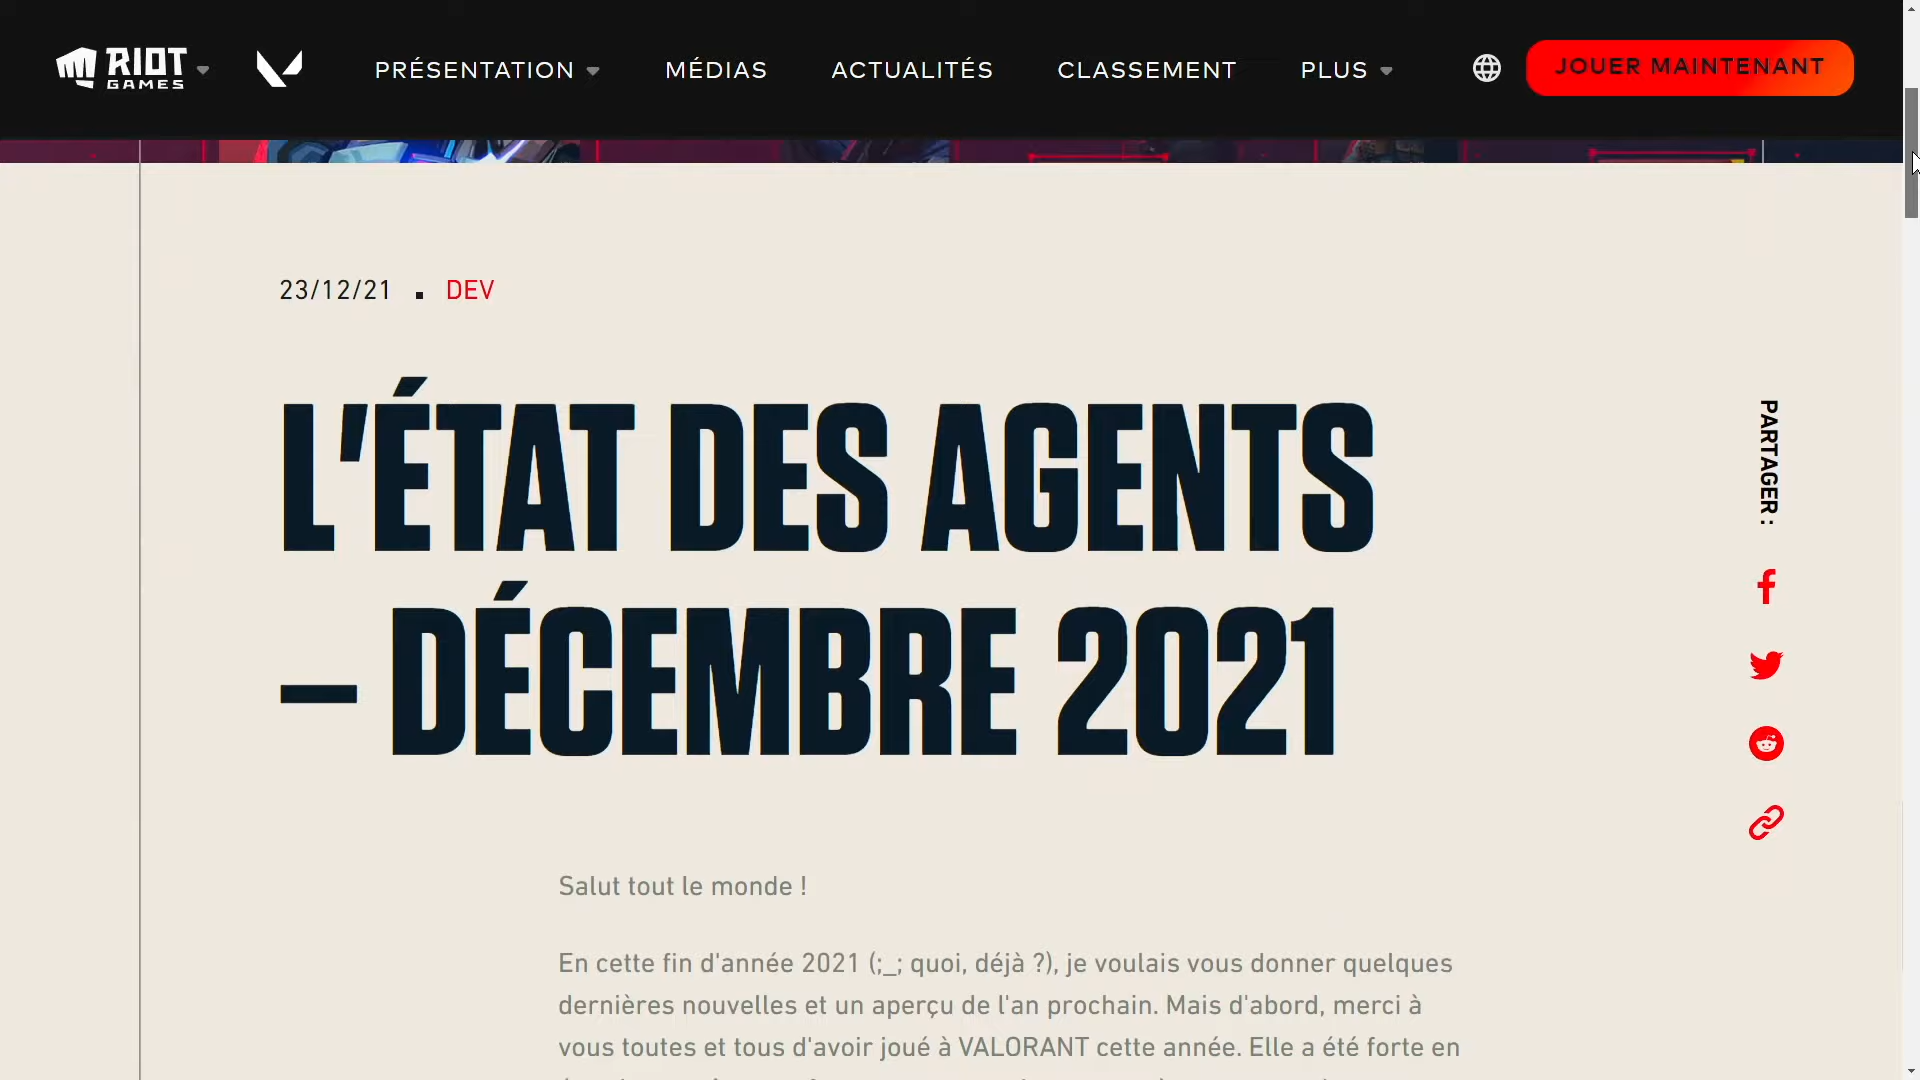 RIOT GAMES
PRÉSENTATION
MÉDIAS
ACTUALITÉS
CLASSEMENT
PLUS
JOUER MAINTENANT
23/12/21 . DEV
L'ÉTAT DES AGENTS
– DÉCEMBRE 2021
PARTAGER :
Salut tout le monde !
En cette fin d'année 2021 (;_; quoi, déjà ?), je voulais vous donner quelques
dernières nouvelles et un aperçu de l'an prochain. Mais d'abord, merci à
vous toutes et tous d'avoir joué à VALORANT cette année. Elle a été forte en